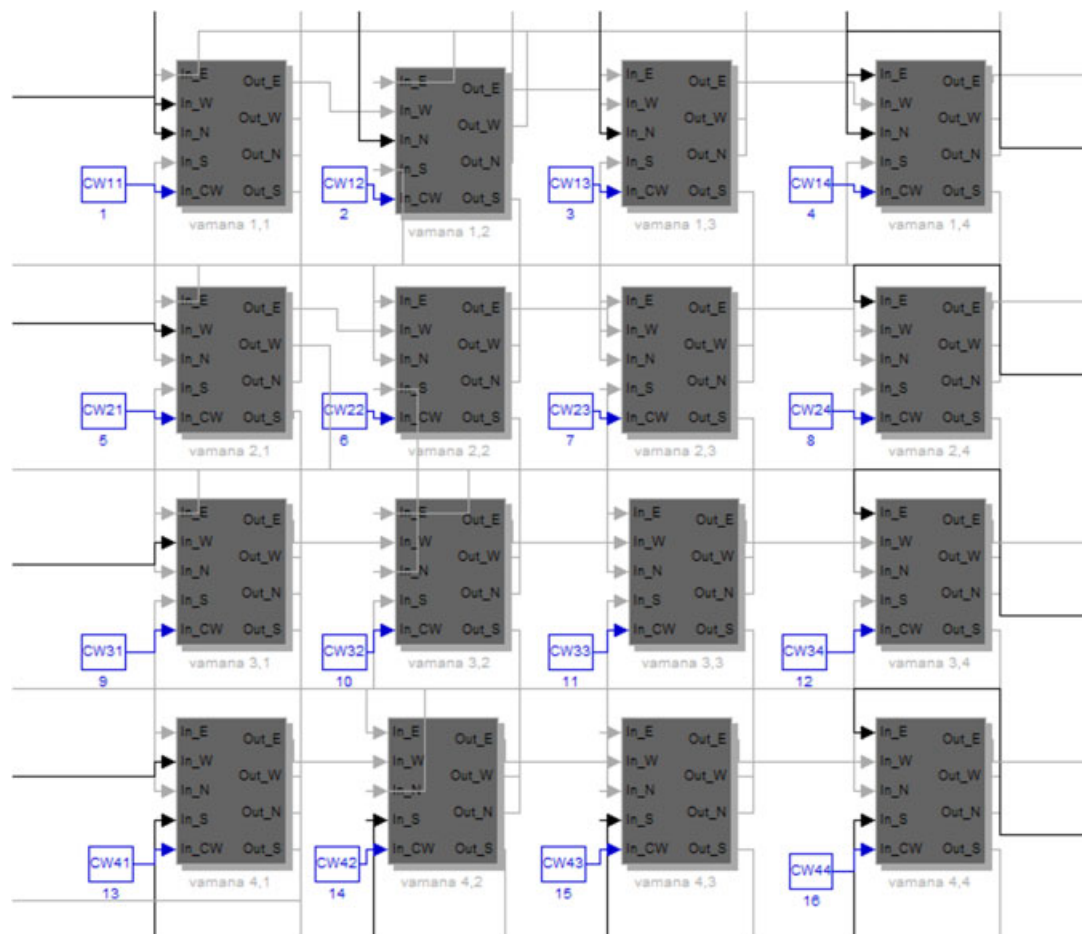 In_E
In_W
In_N
In_S
In_CW
Out_E
Out_W
Out_N
Out_S
CW11
1
vamana 1,1
In_E
In_W
In_N
In_S
In_CW
Out_E
Out_W
Out_N
Out_S
CW12
2
vamana 1,2
In_E
In_W
In_N
In_S
In_CW
Out_E
Out_W
Out_N
Out_S
CW13
3
vamana 1,3
In_E
In_W
In_N
In_S
In_CW
Out_E
Out_W
Out_N
Out_S
CW14
4
vamana 1,4
In_E
In_W
In_N
In_S
In_CW
Out_E
Out_W
Out_N
Out_S
CW21
5
vamana 2,1
In_E
In_W
In_N
In_S
In_CW
Out_E
Out_W
Out_N
Out_S
CW22
6
vamana 2,2
In_E
In_W
In_N
In_S
In_CW
Out_E
Out_W
Out_N
Out_S
CW23
7
vamana 2,3
In_E
In_W
In_N
In_S
In_CW
Out_E
Out_W
Out_N
Out_S
CW24
8
vamana 2,4
In_E
In_W
In_N
In_S
In_CW
Out_E
Out_W
Out_N
Out_S
CW31
9
vamana 3,1
In_E
In_W
In_N
In_S
In_CW
Out_E
Out_W
Out_N
Out_S
CW32
10
vamana 3,2
In_E
In_W
In_N
In_S
In_CW
Out_E
Out_W
Out_N
Out_S
CW33
11
vamana 3,3
In_E
In_W
In_N
In_S
In_CW
Out_E
Out_W
Out_N
Out_S
CW34
12
vamana 3,4
In_E
In_W
In_N
In_S
In_CW
Out_E
Out_W
Out_N
Out_S
CW41
13
vamana 4,1
In_E
In_W
In_N
In_S
In_CW
Out_E
Out_W
Out_N
Out_S
CW42
14
vamana 4,2
In_E
In_W
In_N
In_S
In_CW
Out_E
Out_W
Out_N
Out_S
CW43
15
vamana 4,3
In_E
In_W
In_N
In_S
In_CW
Out_E
Out_W
Out_N
Out_S
CW44
16
vamana 4,4